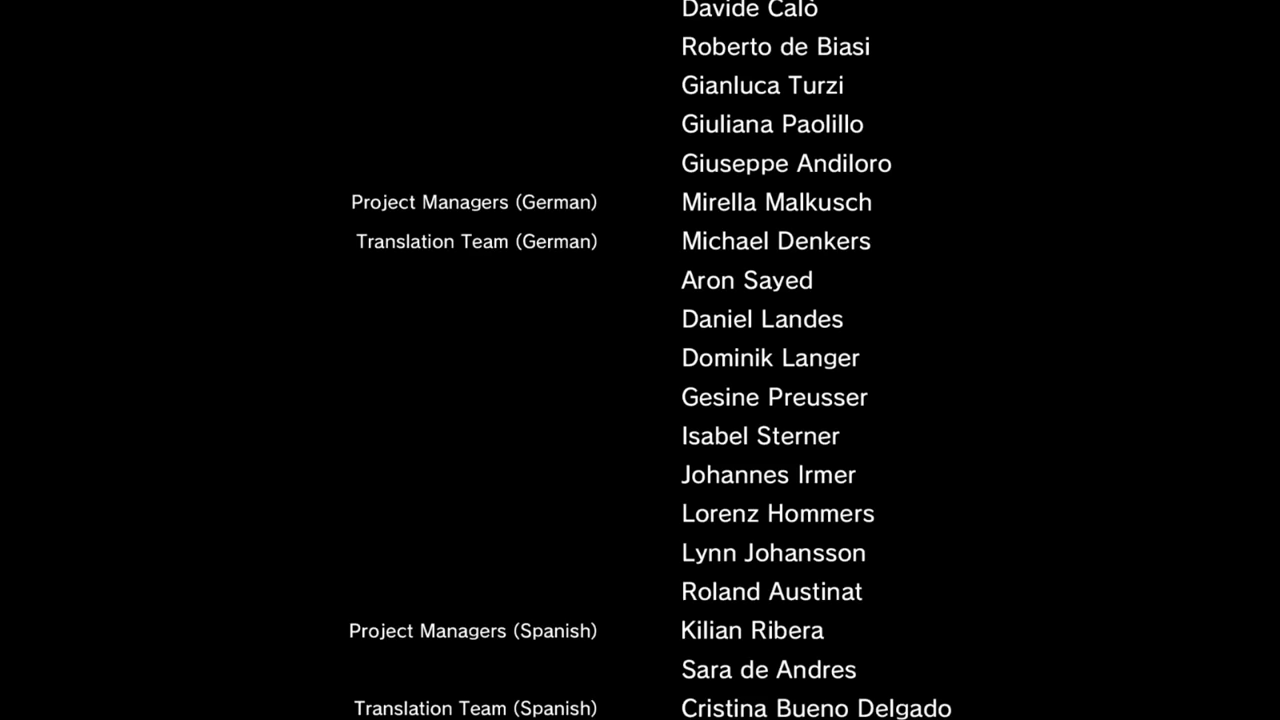 Davide Calò
Roberto de Biasi
Gianluca Turzi
Giuliana Paolillo
Giuseppe Andiloro
Project Managers (German) Mirella Malkusch
Translation Team (German) Michael Denkers
Aron Sayed
Daniel Landes
Dominik Langer
Gesine Preusser
Isabel Sterner
Johannes Irmer
Lorenz Hommers
Lynn Johansson
Roland Austinat
Project Managers (Spanish) Kilian Ribera
Sara de Andres
Translation Team (Spanish) Cristina Bueno Delgado